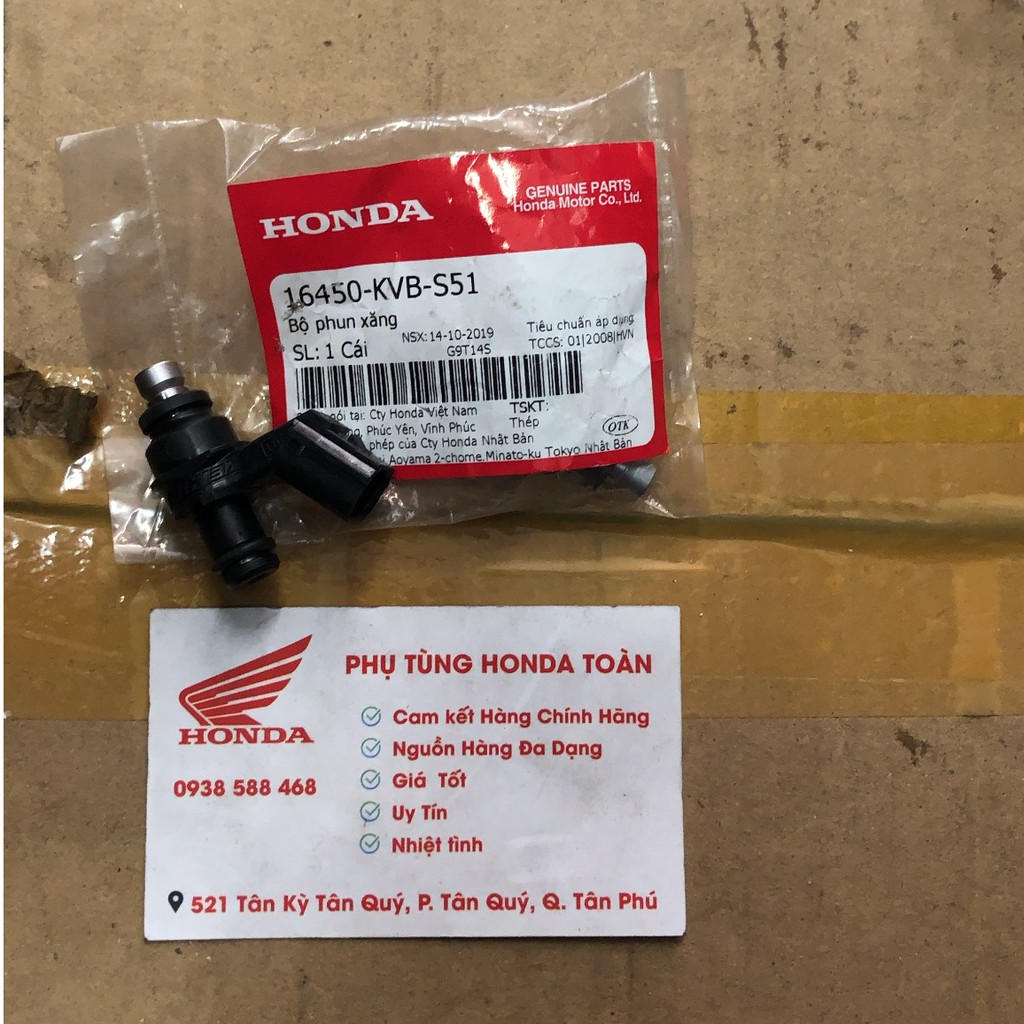 HONDA
GENUINE PARTS
Honda Motor Co., Ltd.
16450-KVB-S51
Bộ phun xăng
NSX: 14-10-2019
Tiêu chuẩn áp dụng
SL: 1 Cái
G9T14S
TCCS: 01|2008|HVN
gói tại: Cty Honda Việt Nam
TSKT:
Phúc Yên, Vĩnh Phúc
Thép
OTK
phép của Cty Honda Nhật Bản
Aoyama 2-chome, Minato-ku Tokyo Nhật Bản
PHỤ TÙNG HONDA TOÀN
HONDA
0938 588 468
Cam kết Hàng Chính Hãng
Nguồn Hàng Đa Dạng
Giá Tốt
Uy Tín
Nhiệt tình
521 Tân Kỳ Tân Quý, P. Tân Quý, Q. Tân Phú